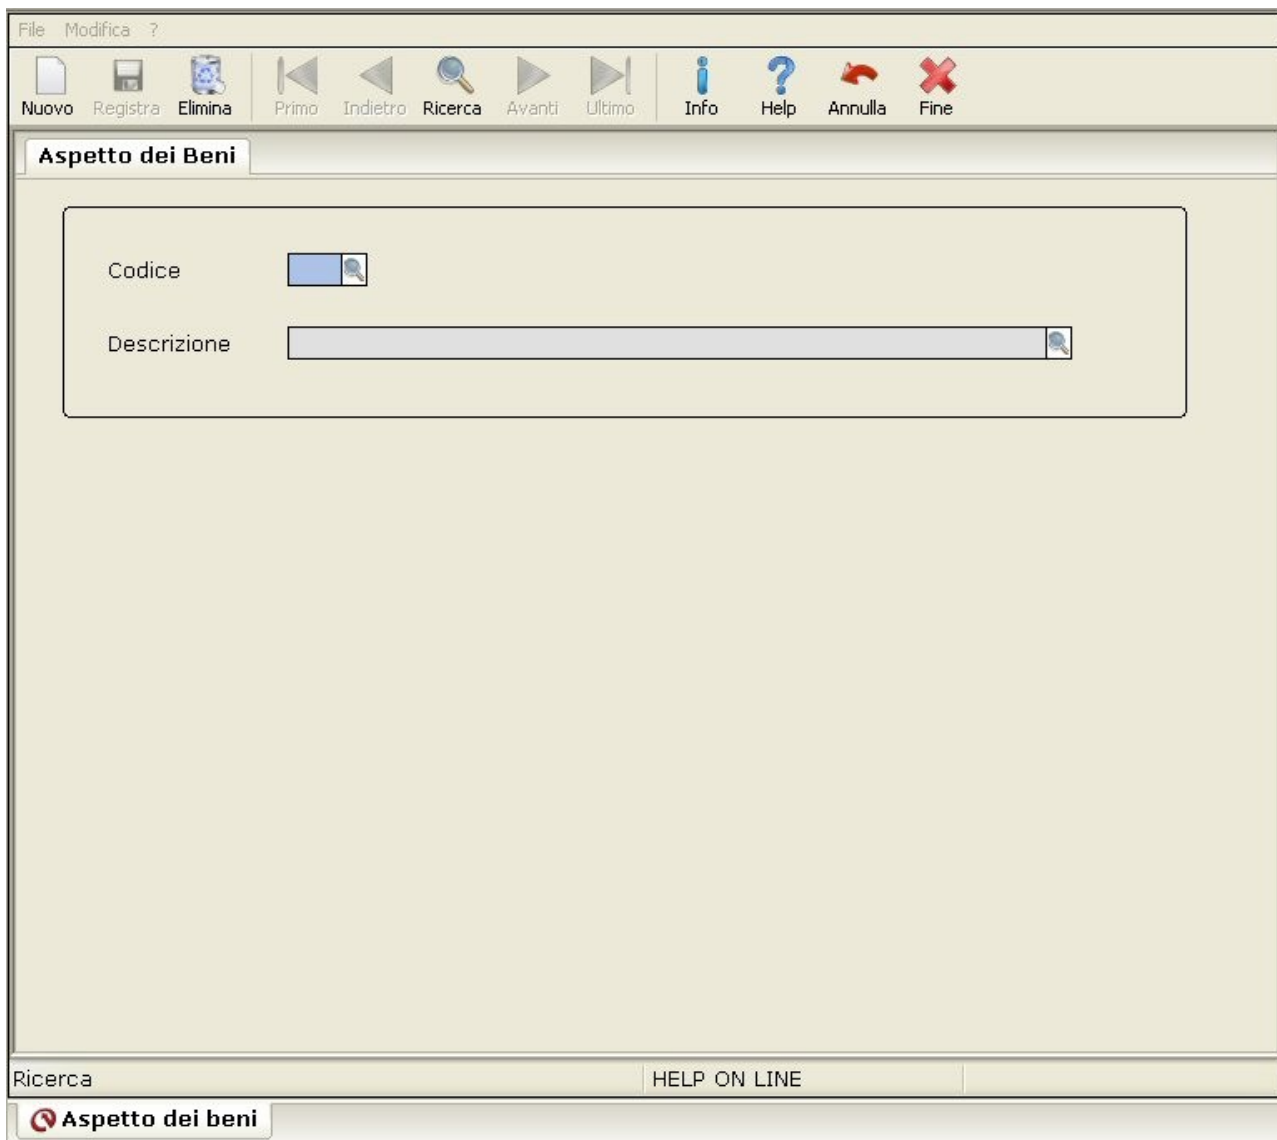 File Modifica ?
Nuovo Registra Elimina Primo Indietro Ricerca Avanti Ultimo Info Help Annulla Fine
Aspetto dei Beni
Codice
Descrizione
Ricerca HELP ON LINE
Aspetto dei beni